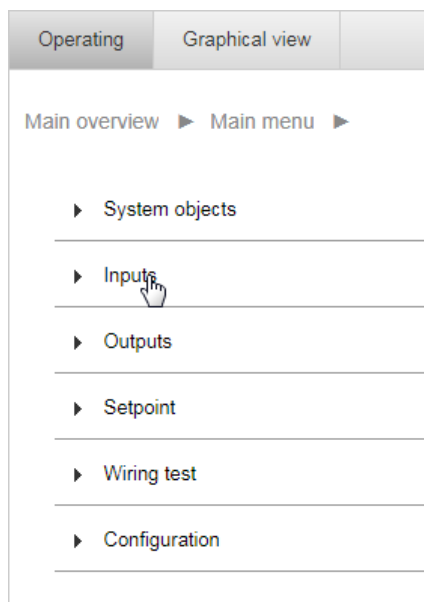 Operating Graphical view
Main overview ► Main menu ►
System objects
Inputs
Outputs
Setpoint
Wiring test
Configuration